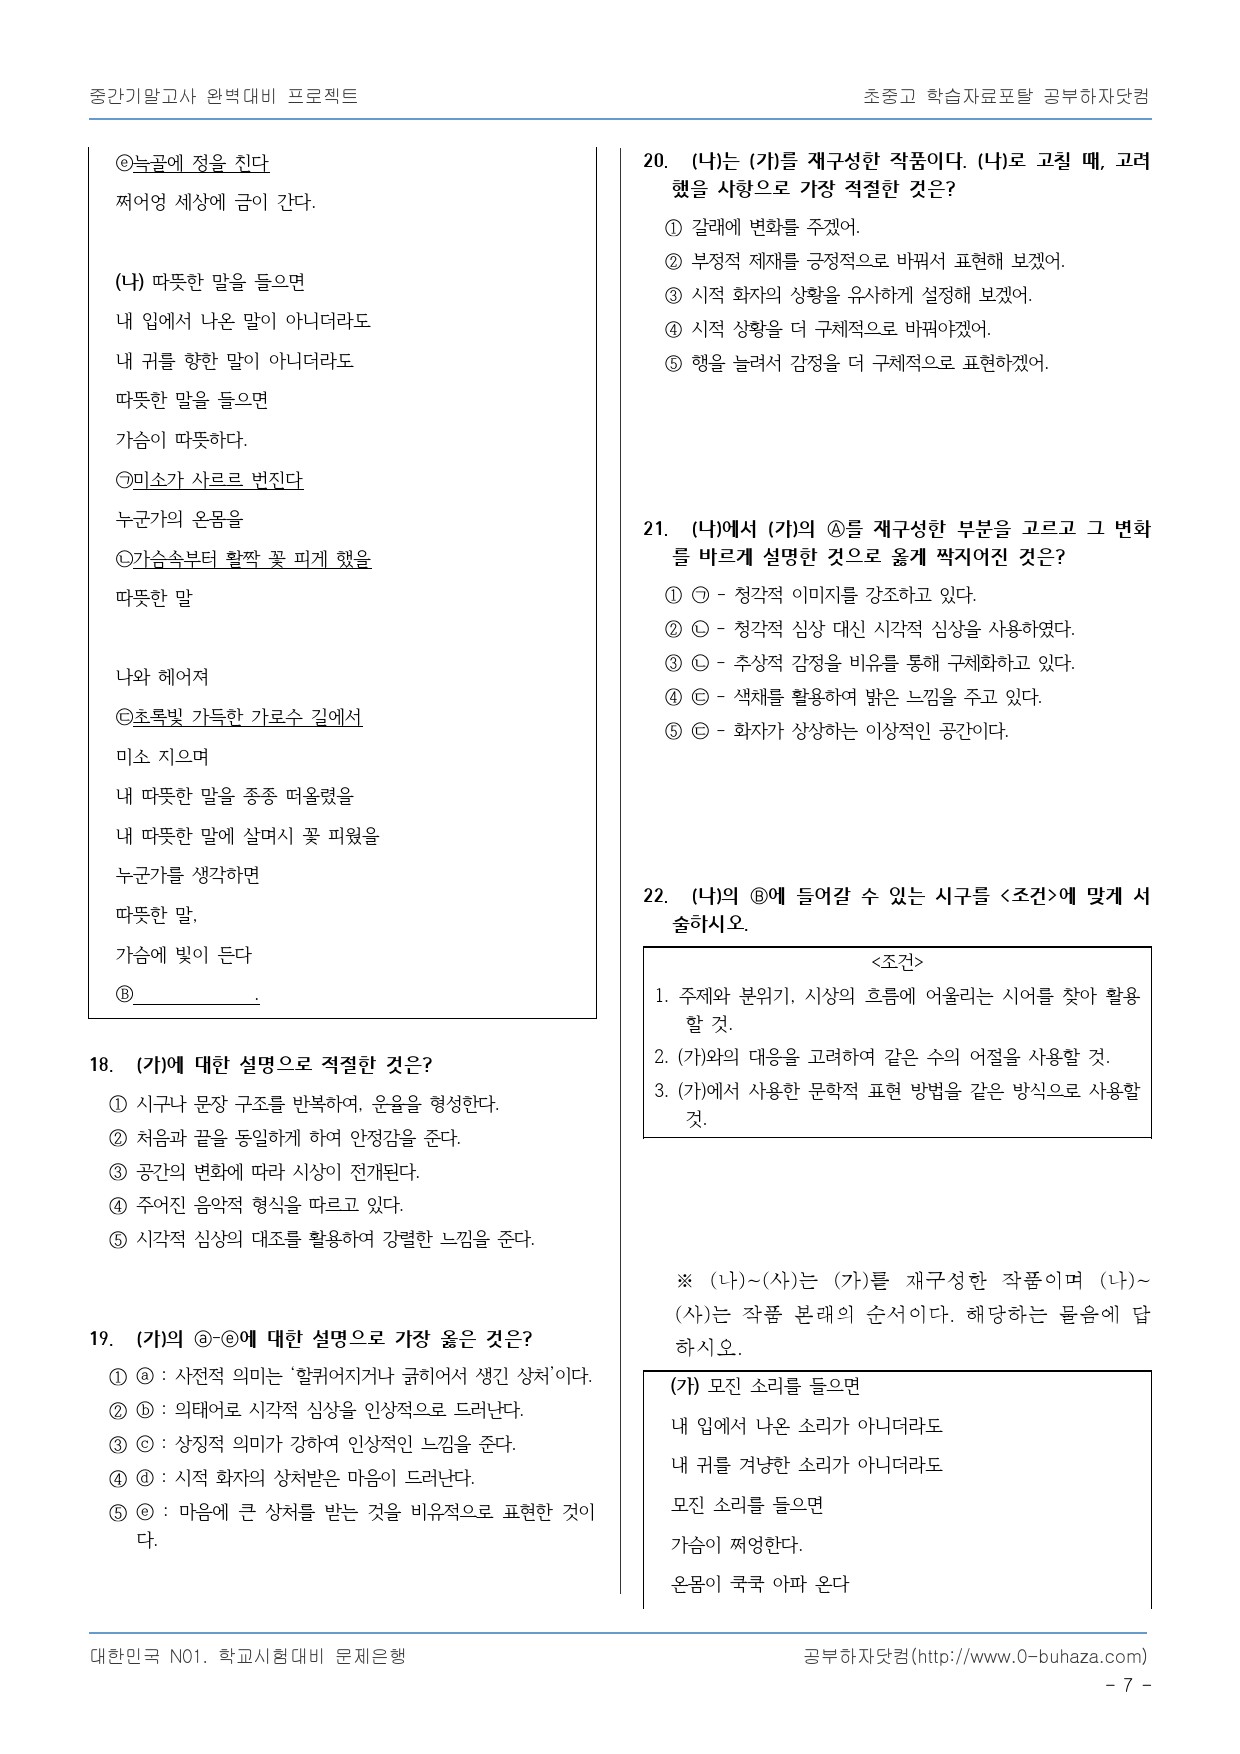 중간기말고사 완벽대비 프로젝트
초중고 학습자료포탈 공부하자닷컴
ⓔ늑골에 정을 친다
쩌어엉 세상에 금이 간다.
(나) 따뜻한 말을 들으면
내 입에서 나온 말이 아니더라도
내 귀를 향한 말이 아니더라도
따뜻한 말을 들으면
가슴이 따뜻하다.
㉠미소가 사르르 번진다
누군가의 온몸을
㉡가슴속부터 활짝 꽃 피게 했을
따뜻한 말
나와 헤어져
㉢초록빛 가득한 가로수 길에서
미소 지으며
내 따뜻한 말을 종종 떠올렸을
내 따뜻한 말에 살며시 꽃 피웠을
누군가를 생각하면
따뜻한 말,
가슴에 빛이 든다
Ⓑ____________.
18. (가)에 대한 설명으로 적절한 것은?
① 시구나 문장 구조를 반복하여, 운율을 형성한다.
② 처음과 끝을 동일하게 하여 안정감을 준다.
③ 공간의 변화에 따라 시상이 전개된다.
④ 주어진 음악적 형식을 따르고 있다.
⑤ 시각적 심상의 대조를 활용하여 강렬한 느낌을 준다.
19. (가)의 ⓐ-ⓔ에 대한 설명으로 가장 옳은 것은?
① ⓐ : 사전적 의미는 ‘할퀴어지거나 긁히어서 생긴 상처’이다.
② ⓑ : 의태어로 시각적 심상을 인상적으로 드러난다.
③ ⓒ : 상징적 의미가 강하여 인상적인 느낌을 준다.
④ ⓓ : 시적 화자의 상처받은 마음이 드러난다.
⑤ ⓔ : 마음에 큰 상처를 받는 것을 비유적으로 표현한 것이
다.
20. (나)는 (가)를 재구성한 작품이다. (나)로 고칠 때, 고려
했을 사항으로 가장 적절한 것은?
① 갈래에 변화를 주겠어.
② 부정적 제재를 긍정적으로 바꿔서 표현해 보겠어.
③ 시적 화자의 상황을 유사하게 설정해 보겠어.
④ 시적 상황을 더 구체적으로 바꿔야겠어.
⑤ 행을 늘려서 감정을 더 구체적으로 표현하겠어.
21. (나)에서 (가)의 Ⓐ를 재구성한 부분을 고르고 그 변화
를 바르게 설명한 것으로 옳게 짝지어진 것은?
① ㉠ - 청각적 이미지를 강조하고 있다.
② ㉡ - 청각적 심상 대신 시각적 심상을 사용하였다.
③ ㉡ - 추상적 감정을 비유를 통해 구체화하고 있다.
④ ㉢ - 색채를 활용하여 밝은 느낌을 주고 있다.
⑤ ㉢ - 화자가 상상하는 이상적인 공간이다.
22. (나)의 Ⓑ에 들어갈 수 있는 시구를 <조건>에 맞게 서
술하시오.
<조건>
1. 주제와 분위기, 시상의 흐름에 어울리는 시어를 찾아 활용
할 것.
2. (가)와의 대응을 고려하여 같은 수의 어절을 사용할 것.
3. (가)에서 사용한 문학적 표현 방법을 같은 방식으로 사용할
것.
※ (나)~(사)는 (가)를 재구성한 작품이며 (나)~
(사)는 작품 본래의 순서이다. 해당하는 물음에 답
하시오.
(가) 모진 소리를 들으면
내 입에서 나온 소리가 아니더라도
내 귀를 겨냥한 소리가 아니더라도
모진 소리를 들으면
가슴이 쩌엉한다.
온몸이 쿡쿡 아파 온다
대한민국 N01. 학교시험대비 문제은행
공부하자닷컴(http://www.0-buhaza.com)
- 7 -